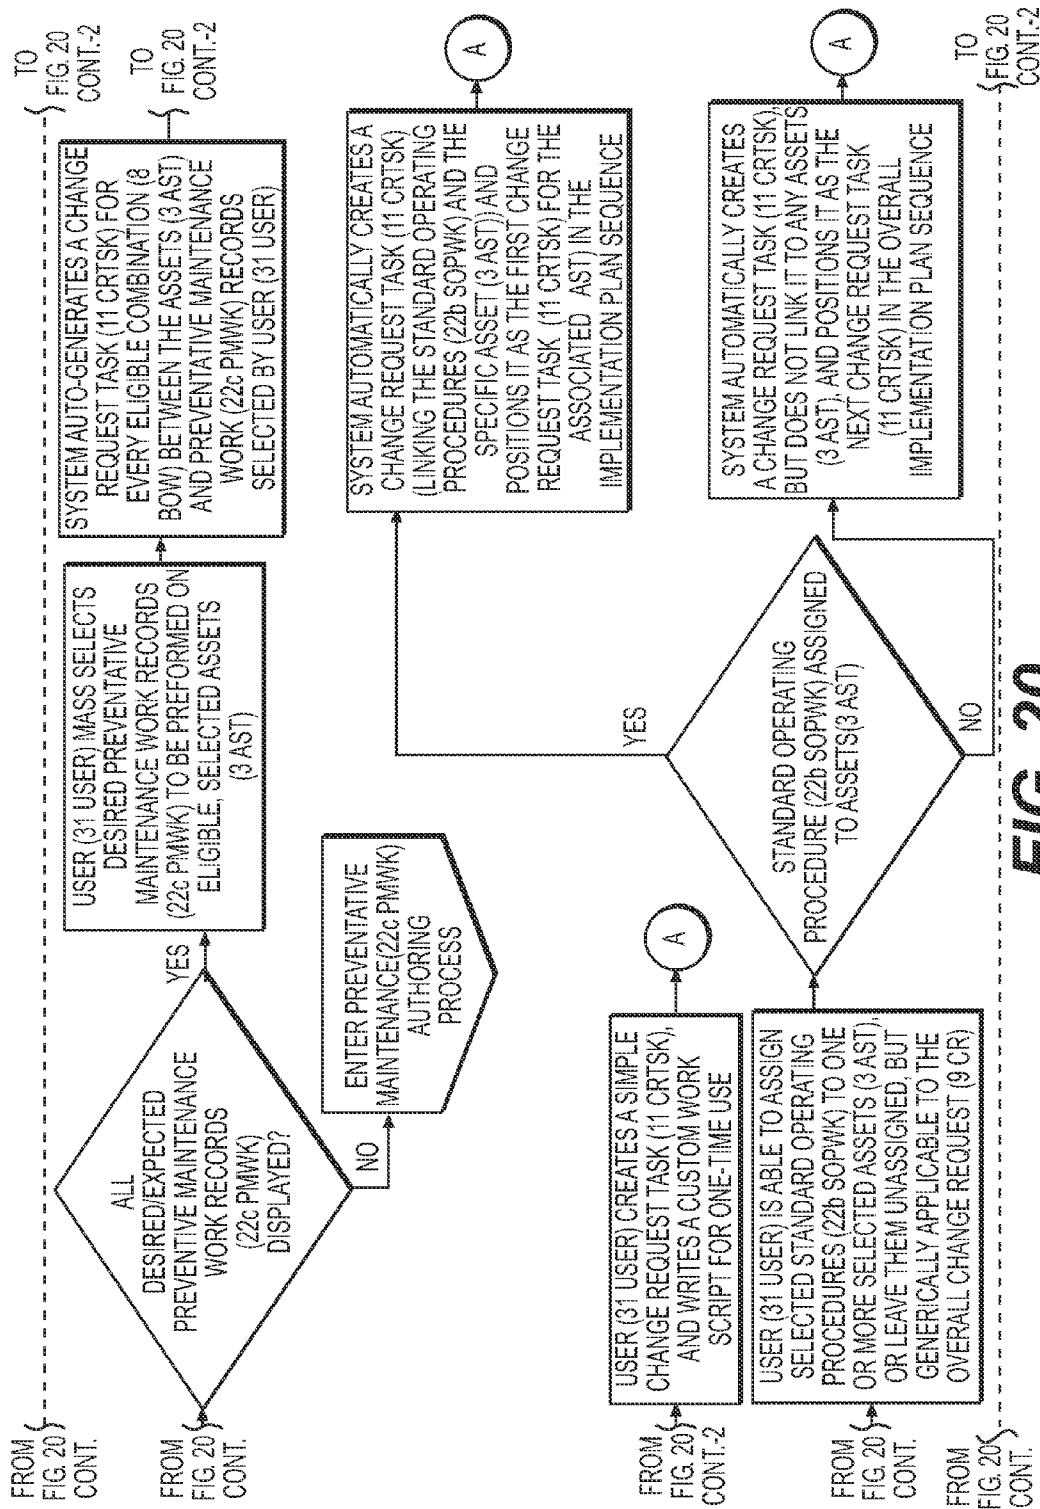 FROM
FIG. 20
CONT.
TO
FIG. 20
CONT.-2
FROM
FIG. 20
CONT.
ALL
DESIRED/EXPECTED
PREVENTIVE MAINTENANCE
WORK RECORDS
(22c PMWK)
DISPLAYED?
YES
NO
USER (31 USER) MASS SELECTS
DESIRED PREVENTATIVE
MAINTENANCE WORK RECORDS
(22c PMWK) TO BE PREFORMED ON
ELIGIBLE, SELECTED ASSETS
(3 AST)
SYSTEM AUTO-GENERATES A CHANGE
REQUEST TASK (11 CRTSK) FOR
EVERY ELIGIBLE COMBINATION (8
BOW) BETWEEN THE ASSETS (3 AST)
AND PREVENTATIVE MAINTENANCE
WORK (22c PMWK) RECORDS
SELECTED BY USER (31 USER)
TO
FIG. 20
CONT.-2
ENTER PREVENTATIVE
MAINTENANCE(22c PMWK)
AUTHORING
PROCESS
SYSTEM AUTOMATICALLY CREATES A
CHANGE REQUEST TASK (11 CRTSK)
(LINKING THE STANDARD OPERATING
PROCEDURES (22b SOPWK) AND THE
SPECIFIC ASSET (3 AST)) AND
POSITIONS IT AS THE FIRST CHANGE
REQUEST TASK (11 CRTSK) FOR THE
ASSOCIATED AST) IN THE
IMPLEMENTATION PLAN SEQUENCE
A
FROM
FIG. 20
CONT.-2
USER (31 USER) CREATES A SIMPLE
CHANGE REQUEST TASK (11 CRTSK),
AND WRITES A CUSTOM WORK
SCRIPT FOR ONE-TIME USE
A
YES
FROM
FIG. 20
CONT.
USER (31 USER) IS ABLE TO ASSIGN
SELECTED STANDARD OPERATING
PROCEDURES (22b SOPWK) TO ONE
OR MORE SELECTED ASSETS (3 AST),
OR LEAVE THEM UNASSIGNED, BUT
GENERICALLY APPLICABLE TO THE
OVERALL CHANGE REQUEST (9 CR)
STANDARD OPERATING
PROCEDURE (22b SOPWK) ASSIGNED
TO ASSETS(3 AST)
NO
SYSTEM AUTOMATICALLY CREATES
A CHANGE REQUEST TASK (11 CRTSK),
BUT DOES NOT LINK IT TO ANY ASSETS
(3 AST), AND POSITIONS IT AS THE
NEXT CHANGE REQUEST TASK
(11 CRTSK) IN THE OVERALL
IMPLEMENTATION PLAN SEQUENCE
A
FROM
FIG. 20
CONT.
TO
FIG. 20
CONT.-2
FIG. 20